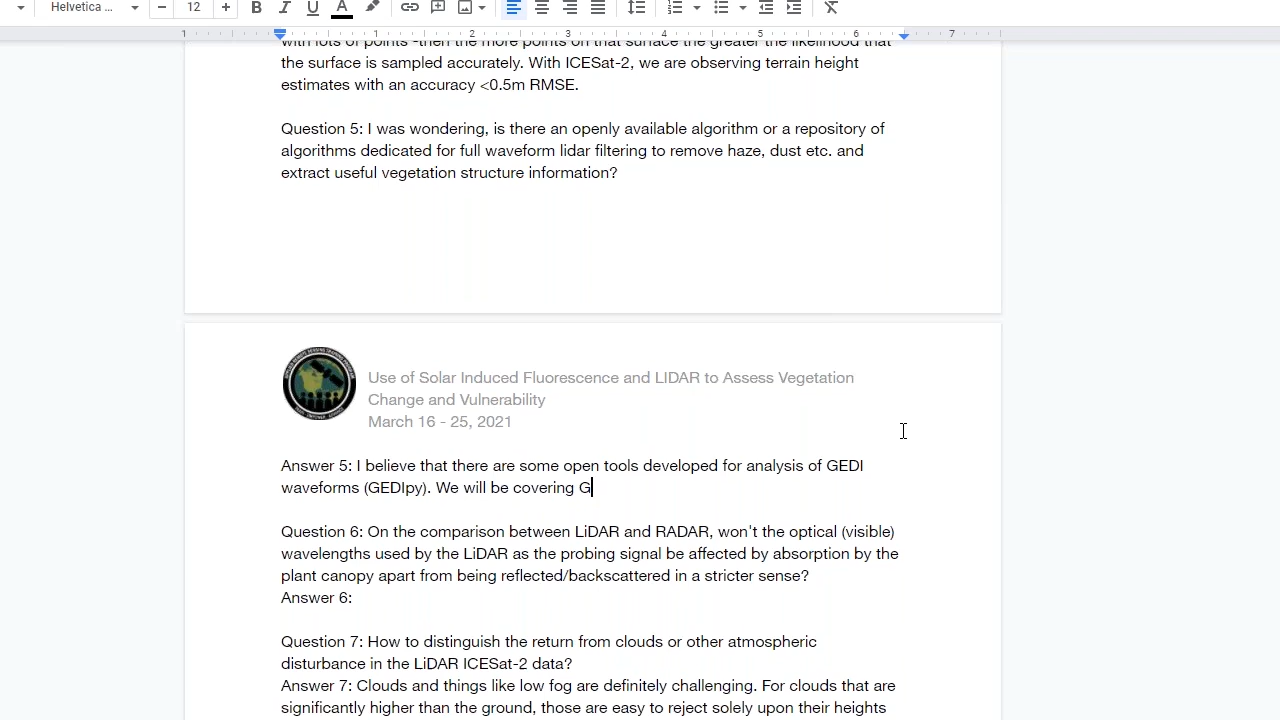 Helvetica ...
12
B I U A
1 1 2 3 4 5 6 7
with lots of points -then the more points on that surface the greater the likelihood that
the surface is sampled accurately. With ICESat-2, we are observing terrain height
estimates with an accuracy <0.5m RMSE.
Question 5: I was wondering, is there an openly available algorithm or a repository of
algorithms dedicated for full waveform lidar filtering to remove haze, dust etc. and
extract useful vegetation structure information?
Use of Solar Induced Fluorescence and LIDAR to Assess Vegetation
Change and Vulnerability
March 16 - 25, 2021
Answer 5: I believe that there are some open tools developed for analysis of GEDI
waveforms (GEDIpy). We will be covering G
Question 6: On the comparison between LiDAR and RADAR, won't the optical (visible)
wavelengths used by the LiDAR as the probing signal be affected by absorption by the
plant canopy apart from being reflected/backscattered in a stricter sense?
Answer 6:
Question 7: How to distinguish the return from clouds or other atmospheric
disturbance in the LiDAR ICESat-2 data?
Answer 7: Clouds and things like low fog are definitely challenging. For clouds that are
significantly higher than the ground, those are easy to reject solely upon their heights